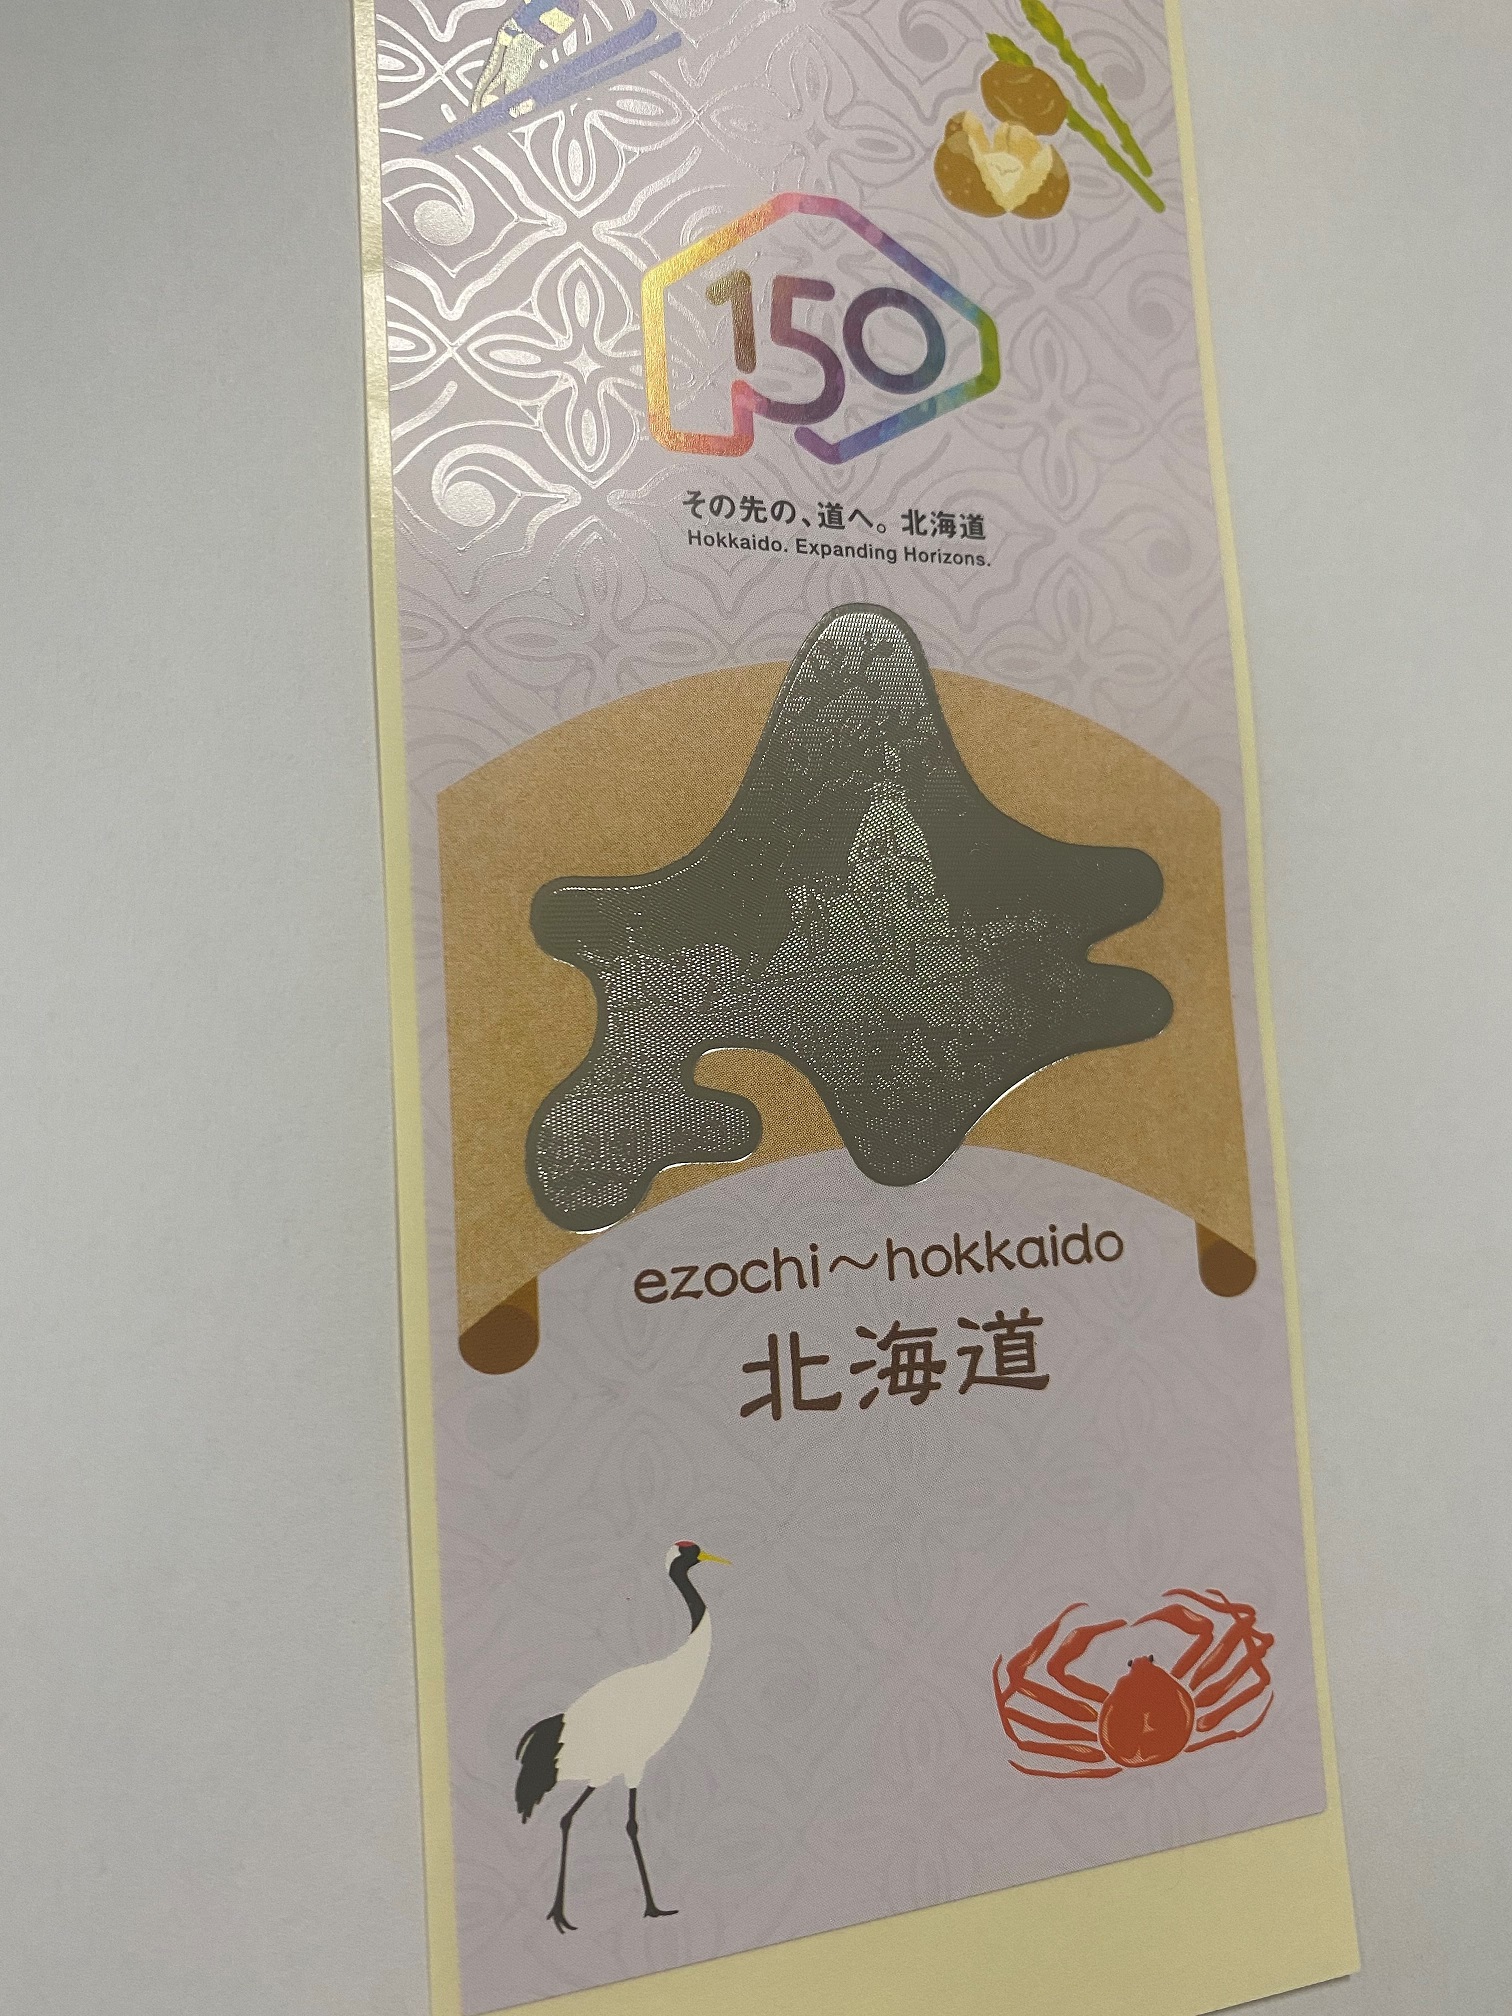 150
その先の、道へ。北海道
Hokkaido. Expanding Horizons.
ezochi～hokkaido
北海道